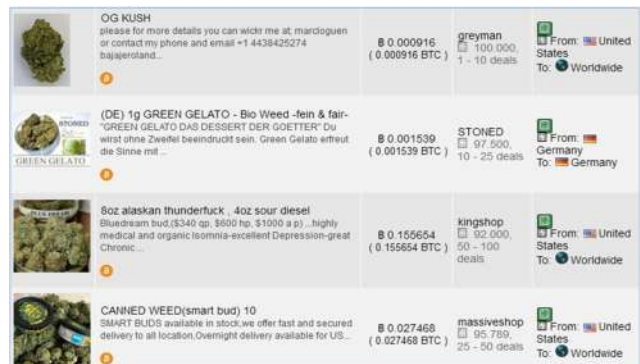 OG KUSH
please for more details you can wickr me at; marcloguen
or contact my phone and email +1 4438425274
bajajeroland...
฿ 0.000916
( 0.000916 BTC )
greyman
100.000,
1 - 10 deals
From: United
States
To: Worldwide
(DE) 1g GREEN GELATO - Bio Weed -fein & fair-
"GREEN GELATO DAS DESSERT DER GOETTER" Du
wirst ohne Zweifel beeindruckt sein. Green Gelato erfreut
die Sinne mit ...
STONED
GREEN GELATO
฿ 0.001539
( 0.001539 BTC )
STONED
97.500,
10 - 25 deals
From:
Germany
To: Germany
8oz alaskan thunderfuck , 4oz sour diesel
Bluedream bud,($340 qp, $600 hp, $1000 a p) ...highly
medical and organic Isomnia-excellent Depression-great
Chronic...
BLUE DREAM
฿ 0.155654
( 0.155654 BTC )
kingshop
92.000,
50 - 100
deals
From: United
States
To: Worldwide
CANNED WEED(smart bud) 10
SMART BUDS available in stock,we offer fast and secured
delivery to all location,Overnight delivery available for US...
฿ 0.027468
( 0.027468 BTC )
massiveshop
95.789,
25 - 50 deals
From: United
States
To: Worldwide